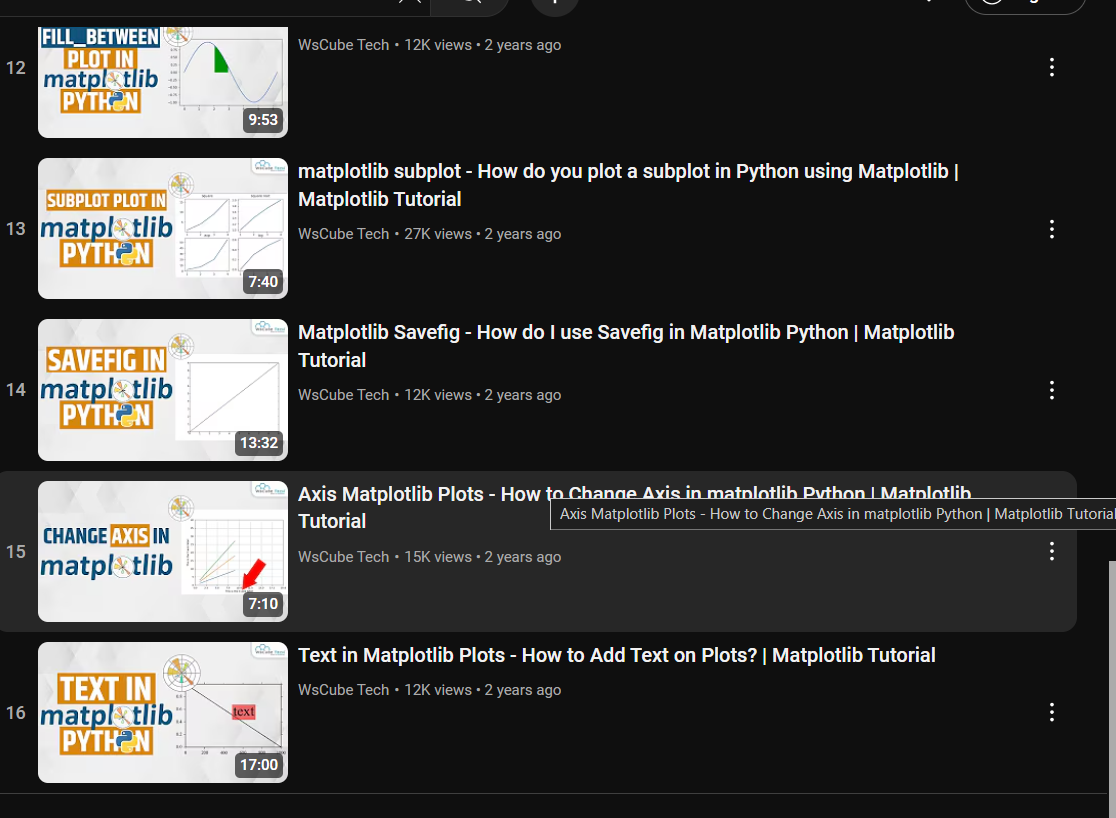 12
FILL_BETWEEN
PLOT IN
matplotlib
PYTHON
9:53
WsCube Tech • 12K views • 2 years ago
13
SUBPLOT PLOT IN
matplotlib
PYTHON
7:40
matplotlib subplot - How do you plot a subplot in Python using Matplotlib |
Matplotlib Tutorial
WsCube Tech • 27K views • 2 years ago
14
SAVEFIG IN
matplotlib
PYTHON
13:32
Matplotlib Savefig - How do I use Savefig in Matplotlib Python | Matplotlib
Tutorial
WsCube Tech • 12K views • 2 years ago
15
CHANGE AXIS IN
matplotlib
7:10
Axis Matplotlib Plots - How to Change Axis in matplotlib Python | Matplotlib
Tutorial
Axis Matplotlib Plots - How to Change Axis in matplotlib Python | Matplotlib Tutorial
WsCube Tech • 15K views • 2 years ago
16
TEXT IN
matplotlib
PYTHON
text
17:00
Text in Matplotlib Plots - How to Add Text on Plots? | Matplotlib Tutorial
WsCube Tech • 12K views • 2 years ago